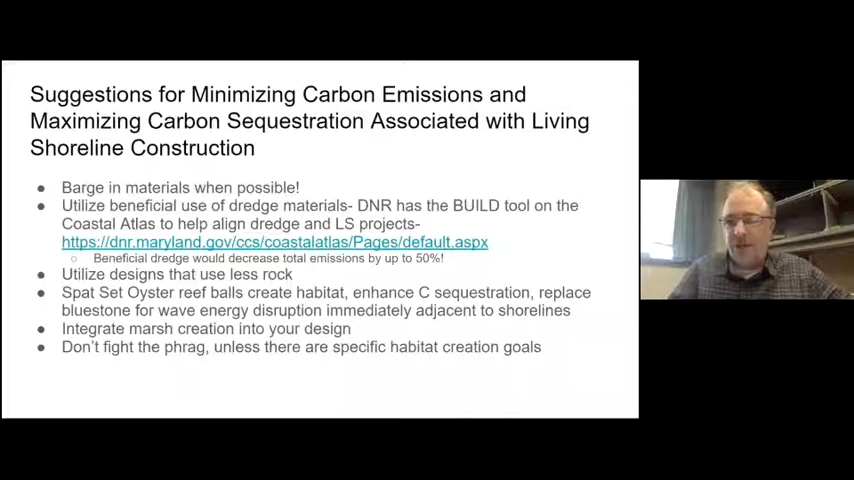 Suggestions for Minimizing Carbon Emissions and
Maximizing Carbon Sequestration Associated with Living
Shoreline Construction
● Barge in materials when possible!
● Utilize beneficial use of dredge materials- DNR has the BUILD tool on the
Coastal Atlas to help align dredge and LS projects-
https://dnr.maryland.gov/ccs/coastalatlas/Pages/default.aspx
○ Beneficial dredge would decrease total emissions by up to 50%!
● Utilize designs that use less rock
● Spat Set Oyster reef balls create habitat, enhance C sequestration, replace
bluestone for wave energy disruption immediately adjacent to shorelines
● Integrate marsh creation into your design
● Don't fight the phrag, unless there are specific habitat creation goals